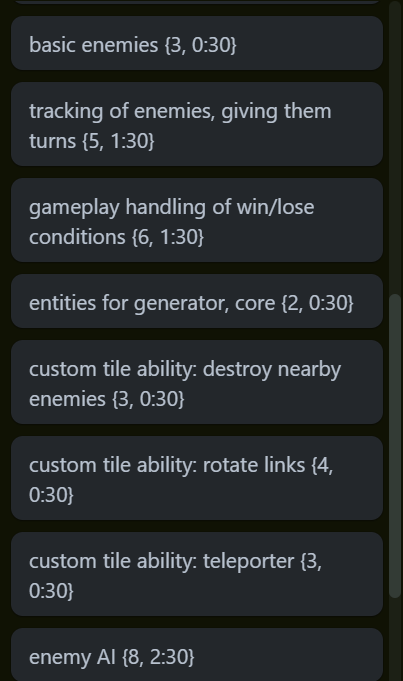 basic enemies {3, 0:30}
tracking of enemies, giving them
turns {5, 1:30}
gameplay handling of win/lose
conditions {6, 1:30}
entities for generator, core {2, 0:30}
custom tile ability: destroy nearby
enemies {3, 0:30}
custom tile ability: rotate links {4,
0:30}
custom tile ability: teleporter {3,
0:30}
enemy AI {8, 2:30}